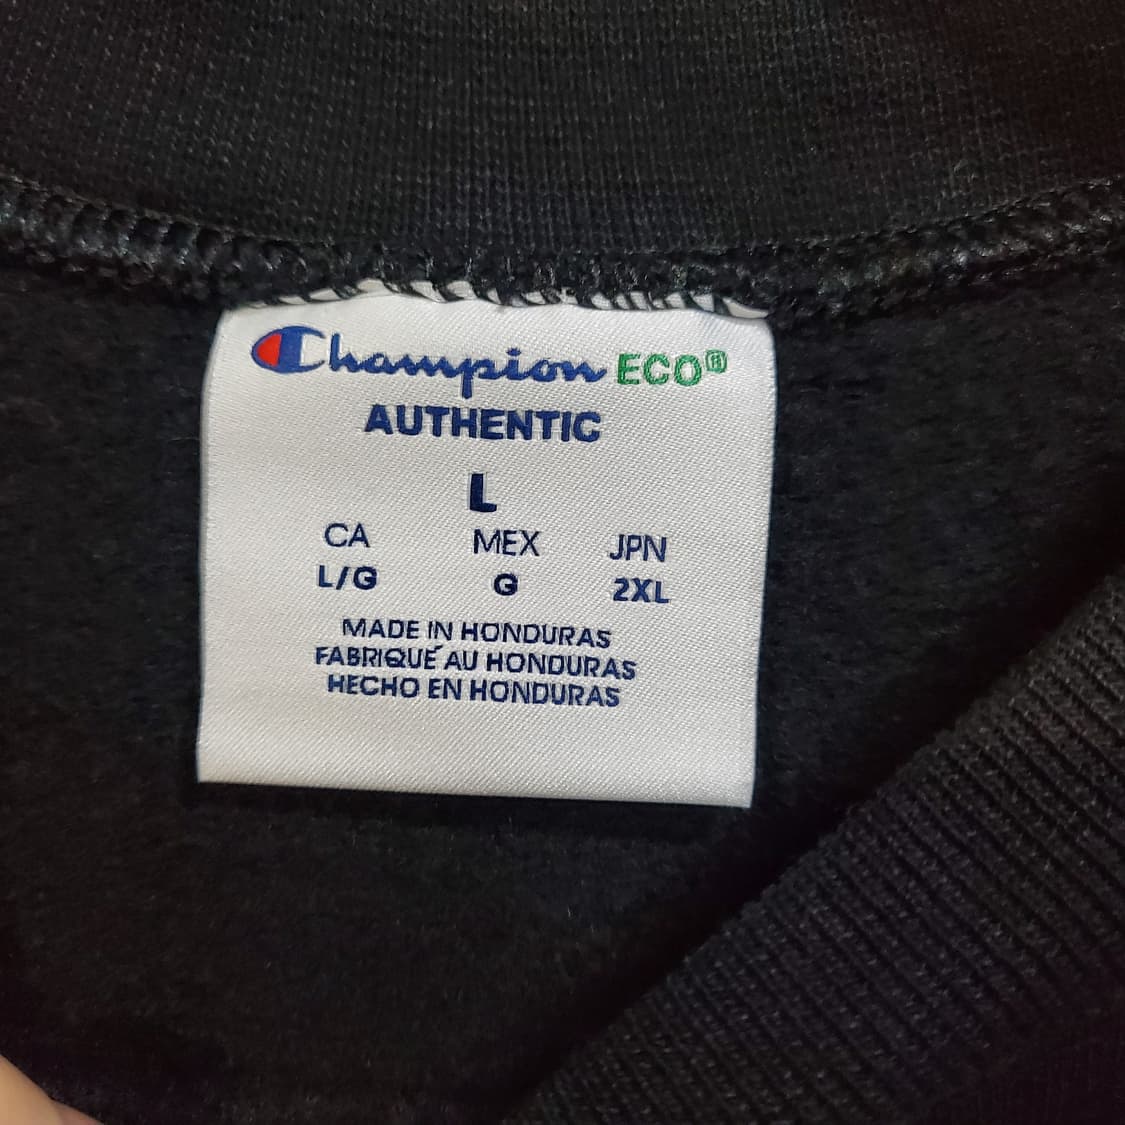 Champion ECO®
AUTHENTIC
L
CA MEX JPN
L/G G 2XL
MADE IN HONDURAS
FABRIQUÉ AU HONDURAS
HECHO EN HONDURAS